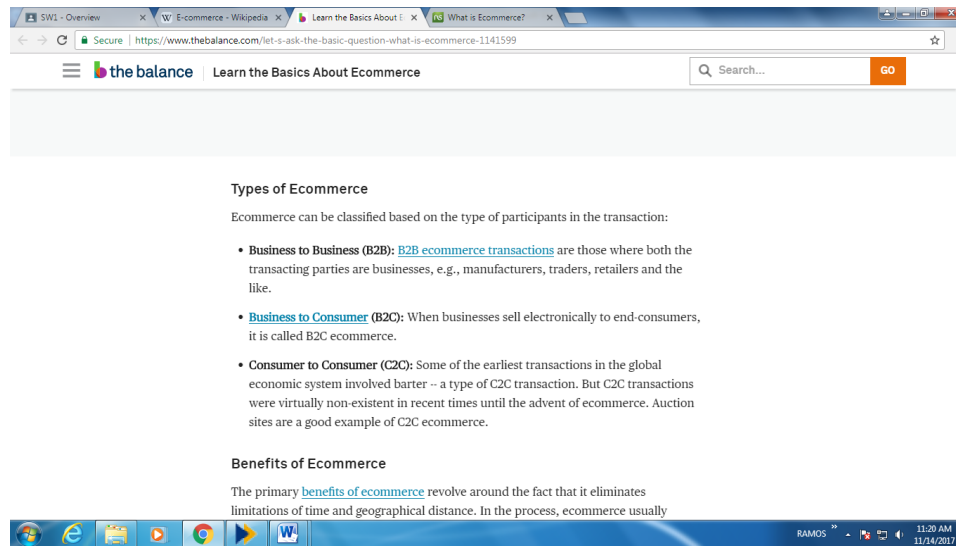 SW1 - Overview
W E-commerce - Wikipedia
Learn the Basics About E
What is Ecommerce?
Secure | https://www.thebalance.com/let-s-ask-the-basic-question-what-is-ecommerce-1141599
the balance Learn the Basics About Ecommerce Search... GO
Types of Ecommerce
Ecommerce can be classified based on the type of participants in the transaction:
• Business to Business (B2B): B2B ecommerce transactions are those where both the
transacting parties are businesses, e.g., manufacturers, traders, retailers and the
like.
• Business to Consumer (B2C): When businesses sell electronically to end-consumers,
it is called B2C ecommerce.
• Consumer to Consumer (C2C): Some of the earliest transactions in the global
economic system involved barter -- a type of C2C transaction. But C2C transactions
were virtually non-existent in recent times until the advent of ecommerce. Auction
sites are a good example of C2C ecommerce.
Benefits of Ecommerce
The primary benefits of ecommerce revolve around the fact that it eliminates
limitations of time and geographical distance. In the process, ecommerce usually
RAMOS
11:20 AM
11/14/2017